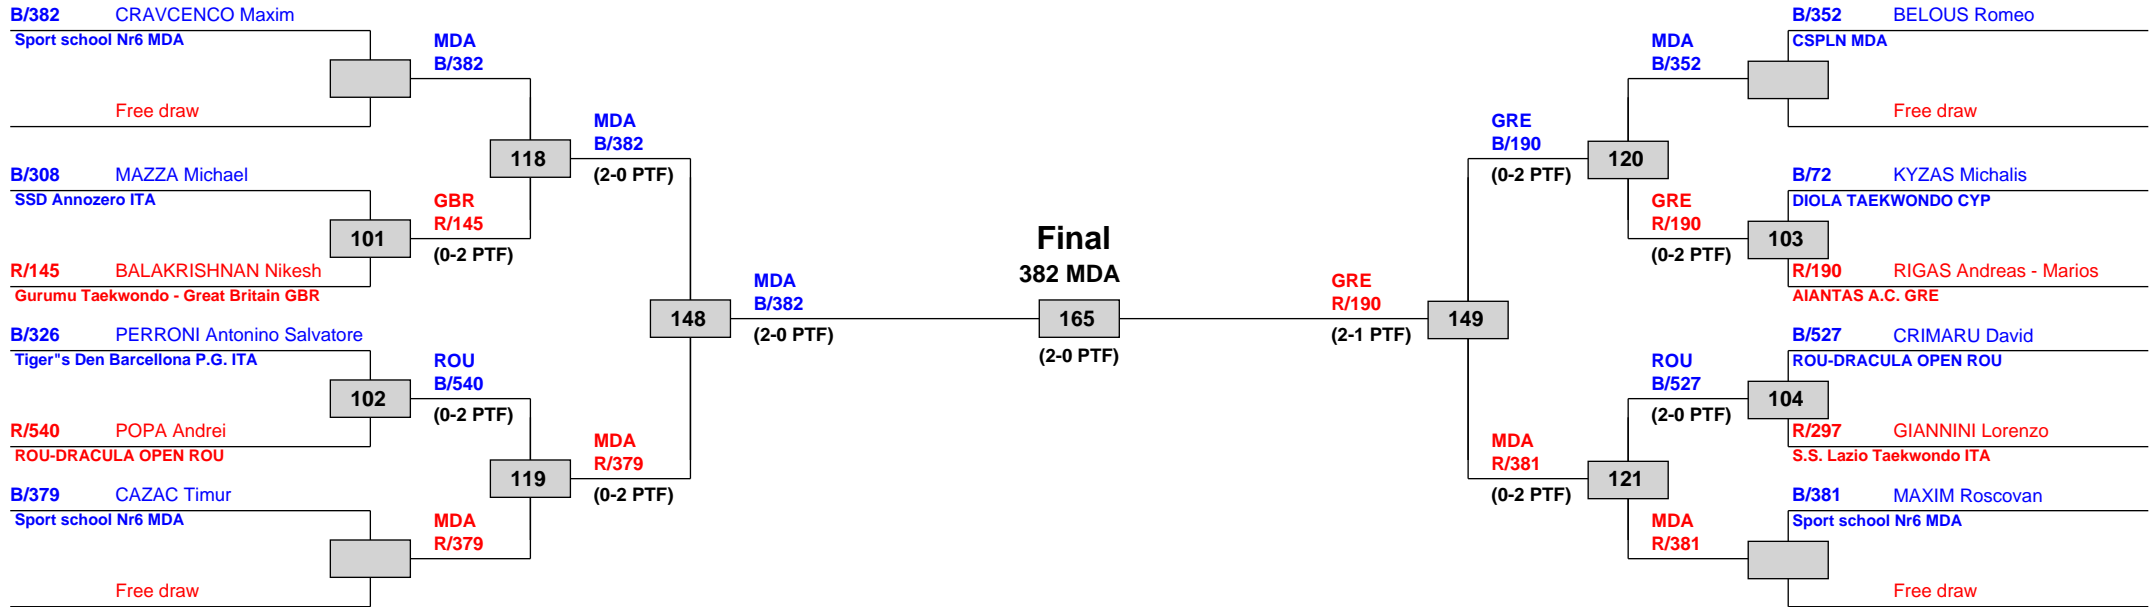 B/382 CRAVCENCO Maxim
Sport school Nr6 MDA
Free draw
B/308 MAZZA Michael
SSD Annozero ITA
R/145 BALAKRISHNAN Nikesh
Gurumu Taekwondo - Great Britain GBR
B/326 PERRONI Antonino Salvatore
Tiger"s Den Barcellona P.G. ITA
R/540 POPA Andrei
ROU-DRACULA OPEN ROU
B/379 CAZAC Timur
Sport school Nr6 MDA
Free draw
101
102
MDA
B/382
GBR
R/145
(0-2 PTF)
ROU
B/540
(0-2 PTF)
MDA
R/379
118
119
MDA
B/382
(2-0 PTF)
MDA
R/379
(0-2 PTF)
148
MDA
B/382
(2-0 PTF)
Final
382 MDA
165
(2-0 PTF)
GRE
R/190
(2-1 PTF)
149
GRE
B/190
(0-2 PTF)
MDA
R/381
(0-2 PTF)
120
121
MDA
B/352
GRE
R/190
(0-2 PTF)
ROU
B/527
(2-0 PTF)
MDA
R/381
103
104
B/352 BELOUS Romeo
CSPLN MDA
Free draw
B/72 KYZAS Michalis
DIOLA TAEKWONDO CYP
R/190 RIGAS Andreas - Marios
AIANTAS A.C. GRE
B/527 CRIMARU David
ROU-DRACULA OPEN ROU
R/297 GIANNINI Lorenzo
S.S. Lazio Taekwondo ITA
B/381 MAXIM Roscovan
Sport school Nr6 MDA
Free draw